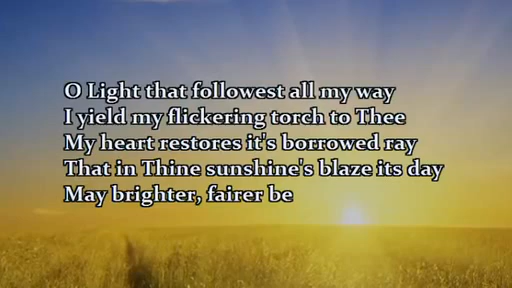 O Light that followest all my way
I yield my flickering torch to Thee
My heart restores it's borrowed ray
That in Thine sunshine's blaze its day
May brighter, fairer be